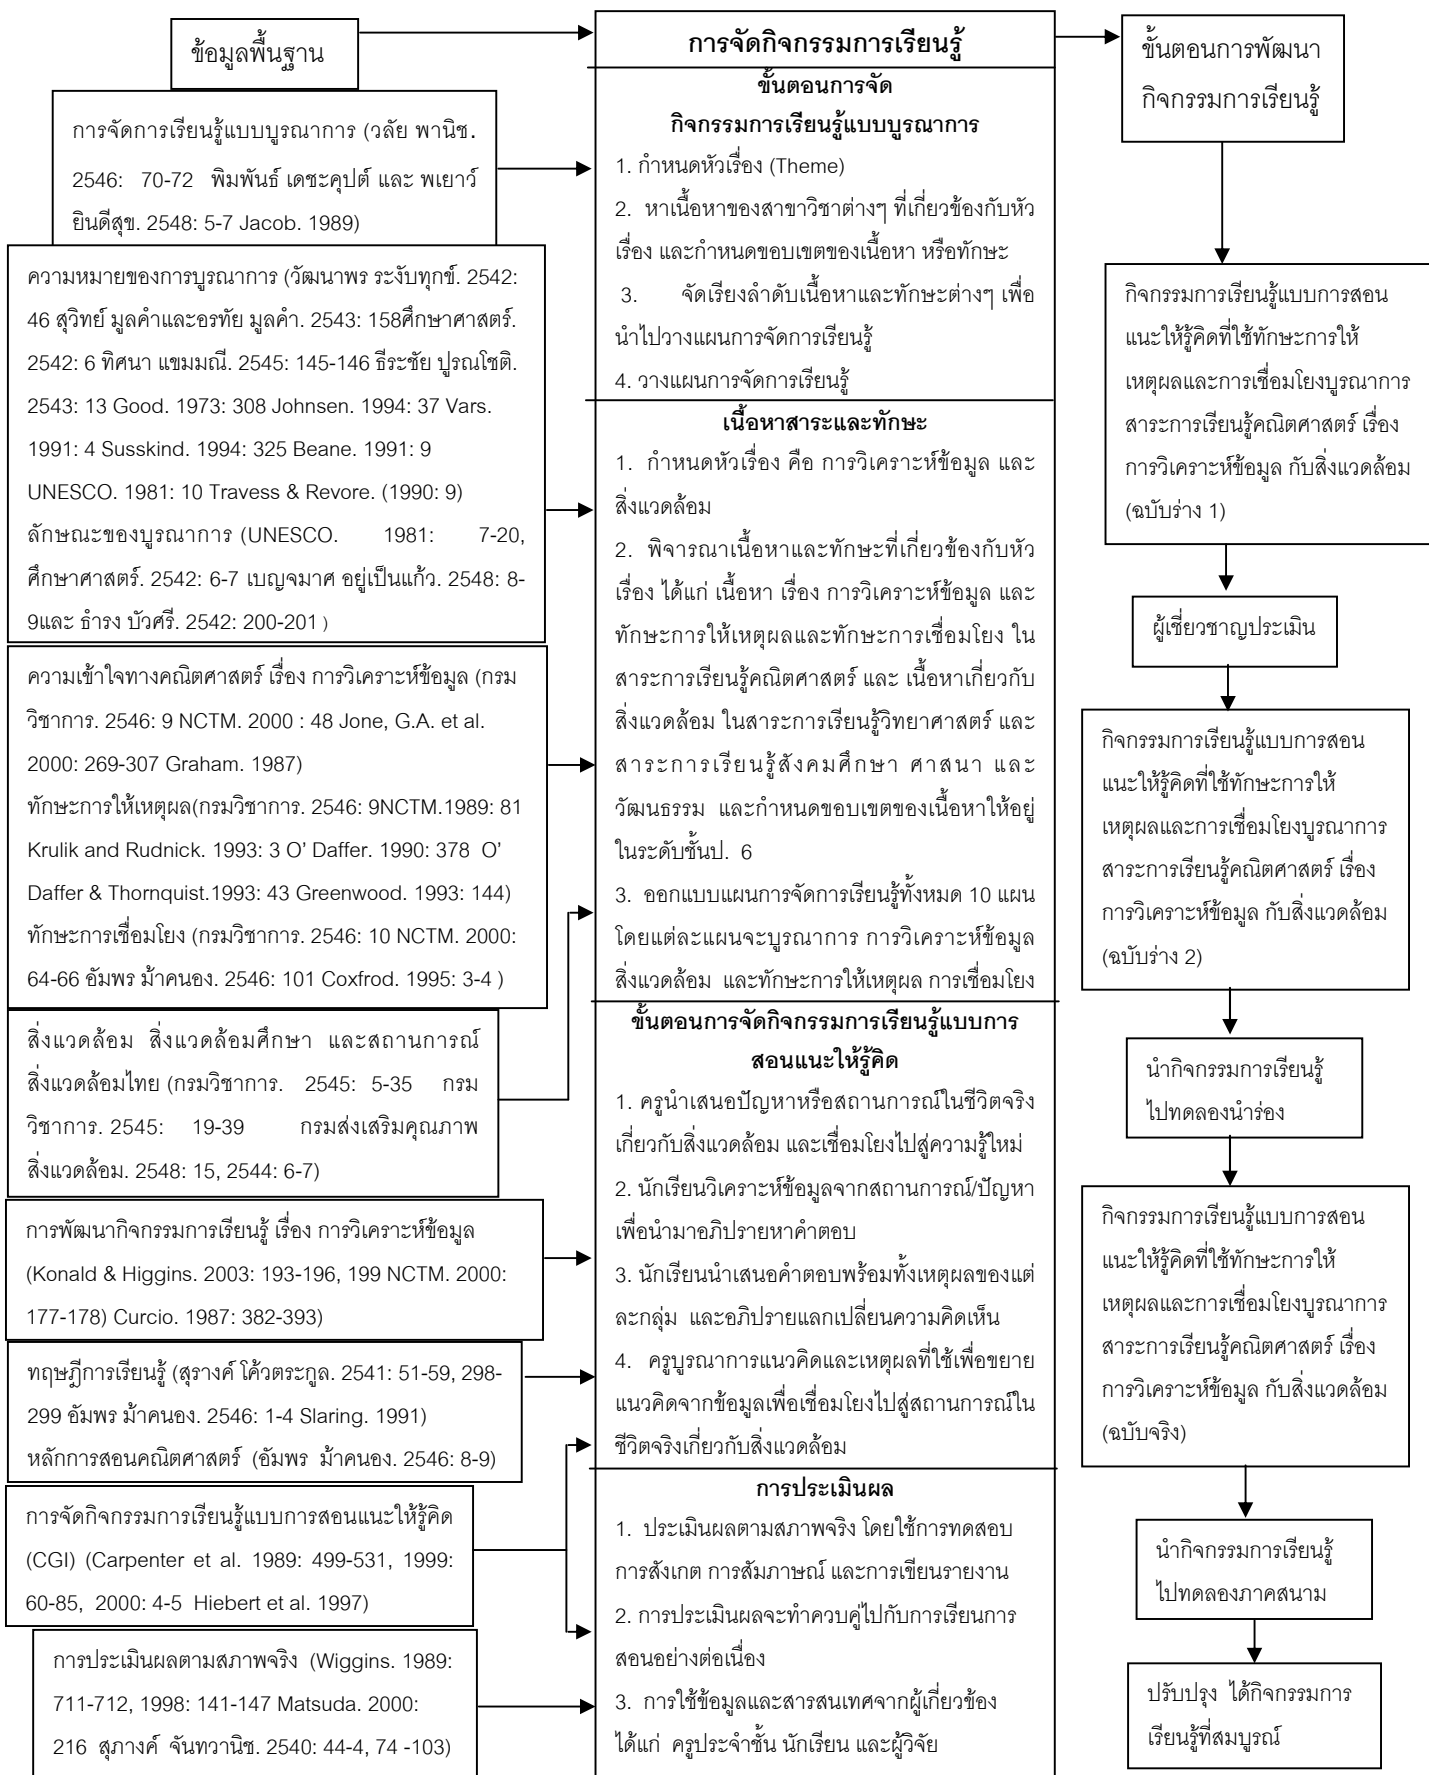 ข้อมูลพื้นฐาน
การจัดการเรียนรู้แบบบูรณาการ (วลัย พานิช.
2546: 70-72 พิมพันธ์ เดชะคุปต์ และ พเยาว์
ยินดีสุข. 2548: 5-7 Jacob. 1989)
ความหมายของการบูรณาการ (วัฒนาพร ระงับทุกข์. 2542:
46 สุวิทย์ มูลคำและอรทัย มูลคำ. 2543: 158ศึกษาศาสตร์.
2542: 6 ทิศนา แขมมณี. 2545: 145-146 ธีระชัย ปูรณโชติ.
2543: 13 Good. 1973: 308 Johnsen. 1994: 37 Vars.
1991: 4 Susskind. 1994: 325 Beane. 1991: 9
UNESCO. 1981: 10 Travess & Revore. (1990: 9)
ลักษณะของบูรณาการ (UNESCO. 1981: 7-20,
ศึกษาศาสตร์. 2542: 6-7 เบญจมาศ อยู่เป็นแก้ว. 2548: 8-
9และ ธำรง บัวศรี. 2542: 200-201 )
ความเข้าใจทางคณิตศาสตร์ เรื่อง การวิเคราะห์ข้อมูล (กรม
วิชาการ. 2546: 9 NCTM. 2000 : 48 Jone, G.A. et al.
2000: 269-307 Graham. 1987)
ทักษะการให้เหตุผล(กรมวิชาการ. 2546: 9NCTM.1989: 81
Krulik and Rudnick. 1993: 3 O' Daffer. 1990: 378 O'
Daffer & Thornquist.1993: 43 Greenwood. 1993: 144)
ทักษะการเชื่อมโยง (กรมวิชาการ. 2546: 10 NCTM. 2000:
64-66 อัมพร ม้าคนอง. 2546: 101 Coxfrod. 1995: 3-4 )
สิ่งแวดล้อม สิ่งแวดล้อมศึกษา และสถานการณ์
สิ่งแวดล้อมไทย (กรมวิชาการ. 2545: 5-35 กรม
วิชาการ. 2545: 19-39 กรมส่งเสริมคุณภาพ
สิ่งแวดล้อม. 2548: 15, 2544: 6-7)
การพัฒนากิจกรรมการเรียนรู้ เรื่อง การวิเคราะห์ข้อมูล
(Konald & Higgins. 2003: 193-196, 199 NCTM. 2000:
177-178) Curcio. 1987: 382-393)
ทฤษฎีการเรียนรู้ (สุรางค์ โค้วตระกูล. 2541: 51-59, 298-
299 อัมพร ม้าคนอง. 2546: 1-4 Slaring. 1991)
หลักการสอนคณิตศาสตร์ (อัมพร ม้าคนอง. 2546: 8-9)
การจัดกิจกรรมการเรียนรู้แบบการสอนแนะให้รู้คิด
(CGI) (Carpenter et al. 1989: 499-531, 1999:
60-85, 2000: 4-5 Hiebert et al. 1997)
การประเมินผลตามสภาพจริง (Wiggins. 1989:
711-712, 1998: 141-147 Matsuda. 2000:
216 สุภางค์ จันทวานิช. 2540: 44-4, 74 -103)
การจัดกิจกรรมการเรียนรู้
ขั้นตอนการจัด
กิจกรรมการเรียนรู้แบบบูรณาการ
1. กำหนดหัวเรื่อง (Theme)
2. หาเนื้อหาของสาขาวิชาต่างๆ ที่เกี่ยวข้องกับหัว
เรื่อง และกำหนดขอบเขตของเนื้อหา หรือทักษะ
3. จัดเรียงลำดับเนื้อหาและทักษะต่างๆ เพื่อ
นำไปวางแผนการจัดการเรียนรู้
4. วางแผนการจัดการเรียนรู้
เนื้อหาสาระและทักษะ
1. กำหนดหัวเรื่อง คือ การวิเคราะห์ข้อมูล และ
สิ่งแวดล้อม
2. พิจารณาเนื้อหาและทักษะที่เกี่ยวข้องกับหัว
เรื่อง ได้แก่ เนื้อหา เรื่อง การวิเคราะห์ข้อมูล และ
ทักษะการให้เหตุผลและทักษะการเชื่อมโยง ใน
สาระการเรียนรู้คณิตศาสตร์ และ เนื้อหาเกี่ยวกับ
สิ่งแวดล้อม ในสาระการเรียนรู้วิทยาศาสตร์ และ
สาระการเรียนรู้สังคมศึกษา ศาสนา และ
วัฒนธรรม และกำหนดขอบเขตของเนื้อหาให้อยู่
ในระดับชั้นป. 6
3. ออกแบบแผนการจัดการเรียนรู้ทั้งหมด 10 แผน
โดยแต่ละแผนจะบูรณาการ การวิเคราะห์ข้อมูล
สิ่งแวดล้อม และทักษะการให้เหตุผล การเชื่อมโยง
ขั้นตอนการจัดกิจกรรมการเรียนรู้แบบการ
สอนแนะให้รู้คิด
1. ครูนำเสนอปัญหาหรือสถานการณ์ในชีวิตจริง
เกี่ยวกับสิ่งแวดล้อม และเชื่อมโยงไปสู่ความรู้ใหม่
2. นักเรียนวิเคราะห์ข้อมูลจากสถานการณ์/ปัญหา
เพื่อนำมาอภิปรายหาคำตอบ
3. นักเรียนนำเสนอคำตอบพร้อมทั้งเหตุผลของแต่
ละกลุ่ม และอภิปรายแลกเปลี่ยนความคิดเห็น
4. ครูบูรณาการแนวคิดและเหตุผลที่ใช้เพื่อขยาย
แนวคิดจากข้อมูลเพื่อเชื่อมโยงไปสู่สถานการณ์ใน
ชีวิตจริงเกี่ยวกับสิ่งแวดล้อม
การประเมินผล
1. ประเมินผลตามสภาพจริง โดยใช้การทดสอบ
การสังเกต การสัมภาษณ์ และการเขียนรายงาน
2. การประเมินผลจะทำควบคู่ไปกับการเรียนการ
สอนอย่างต่อเนื่อง
3. การใช้ข้อมูลและสารสนเทศจากผู้เกี่ยวข้อง
ได้แก่ ครูประจำชั้น นักเรียน และผู้วิจัย
ขั้นตอนการพัฒนา
กิจกรรมการเรียนรู้
กิจกรรมการเรียนรู้แบบการสอน
แนะให้รู้คิดที่ใช้ทักษะการให้
เหตุผลและการเชื่อมโยงบูรณาการ
สาระการเรียนรู้คณิตศาสตร์ เรื่อง
การวิเคราะห์ข้อมูล กับสิ่งแวดล้อม
(ฉบับร่าง 1)
ผู้เชี่ยวชาญประเมิน
กิจกรรมการเรียนรู้แบบการสอน
แนะให้รู้คิดที่ใช้ทักษะการให้
เหตุผลและการเชื่อมโยงบูรณาการ
สาระการเรียนรู้คณิตศาสตร์ เรื่อง
การวิเคราะห์ข้อมูล กับสิ่งแวดล้อม
(ฉบับร่าง 2)
นำกิจกรรมการเรียนรู้
ไปทดลองนำร่อง
กิจกรรมการเรียนรู้แบบการสอน
แนะให้รู้คิดที่ใช้ทักษะการให้
เหตุผลและการเชื่อมโยงบูรณาการ
สาระการเรียนรู้คณิตศาสตร์ เรื่อง
การวิเคราะห์ข้อมูล กับสิ่งแวดล้อม
(ฉบับจริง)
นำกิจกรรมการเรียนรู้
ไปทดลองภาคสนาม
ปรับปรุง ได้กิจกรรมการ
เรียนรู้ที่สมบูรณ์